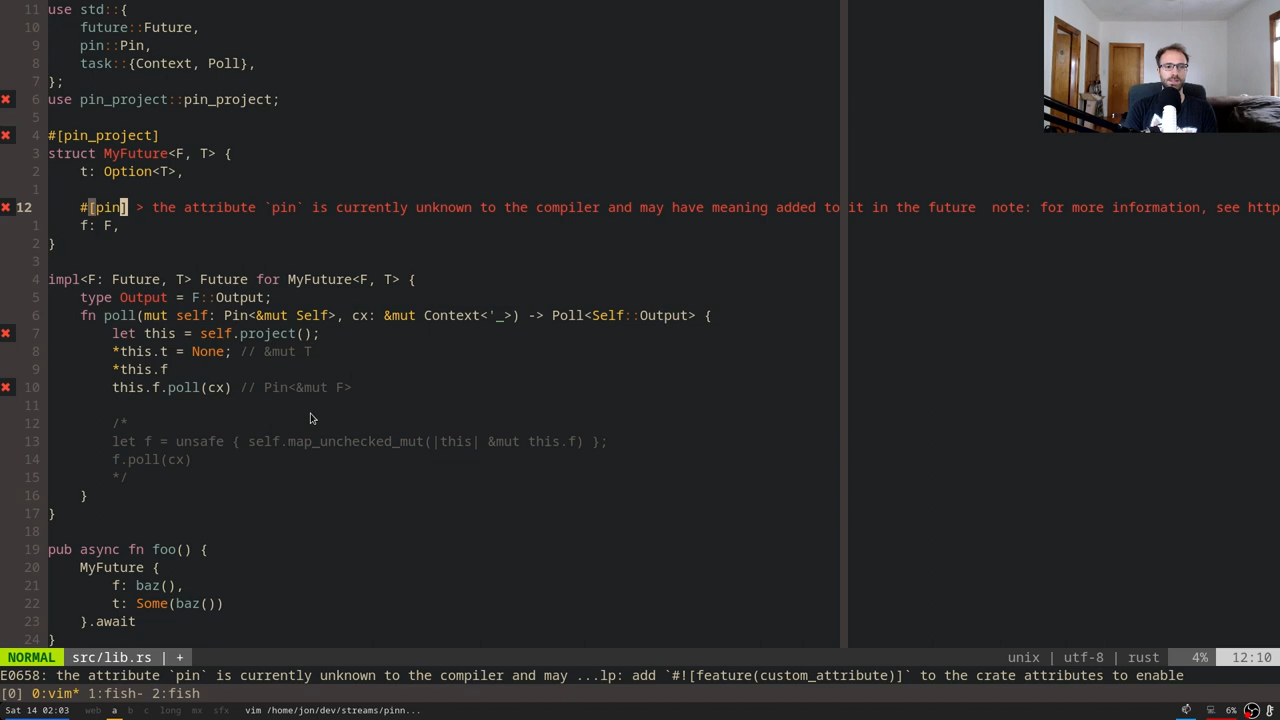 11 use std::{
10     future::Future,
9     pin::Pin,
8     task::{Context, Poll},
7 };
6 use pin_project::pin_project;
5
4 #[pin_project]
3 struct MyFuture<F, T> {
2     t: Option<T>,
1
12     #[pin] > the attribute `pin` is currently unknown to the compiler and may have meaning added to it in the future  note: for more information, see http
1     f: F,
2 }
3
4 impl<F: Future, T> Future for MyFuture<F, T> {
5     type Output = F::Output;
6     fn poll(mut self: Pin<&mut Self>, cx: &mut Context<'_>) -> Poll<Self::Output> {
7         let this = self.project();
8         *this.t = None; // &mut T
9         *this.f
10         this.f.poll(cx) // Pin<&mut F>
11
12         /*
13         let f = unsafe { self.map_unchecked_mut(|this| &mut this.f) };
14         f.poll(cx)
15         */
16     }
17 }
18
19 pub async fn foo() {
20     MyFuture {
21         f: baz(),
22         t: Some(baz())
23     }.await
24 }
NORMAL src/lib.rs | + unix | utf-8 | rust 4% 12:10
E0658: the attribute `pin` is currently unknown to the compiler and may ...lp: add `#![feature(custom_attribute)]` to the crate attributes to enable
[0] 0:vim* 1:fish- 2:fish
Sat 14 02:03 web a b c long mx sfx vim /home/jon/dev/streams/pinn... 6%